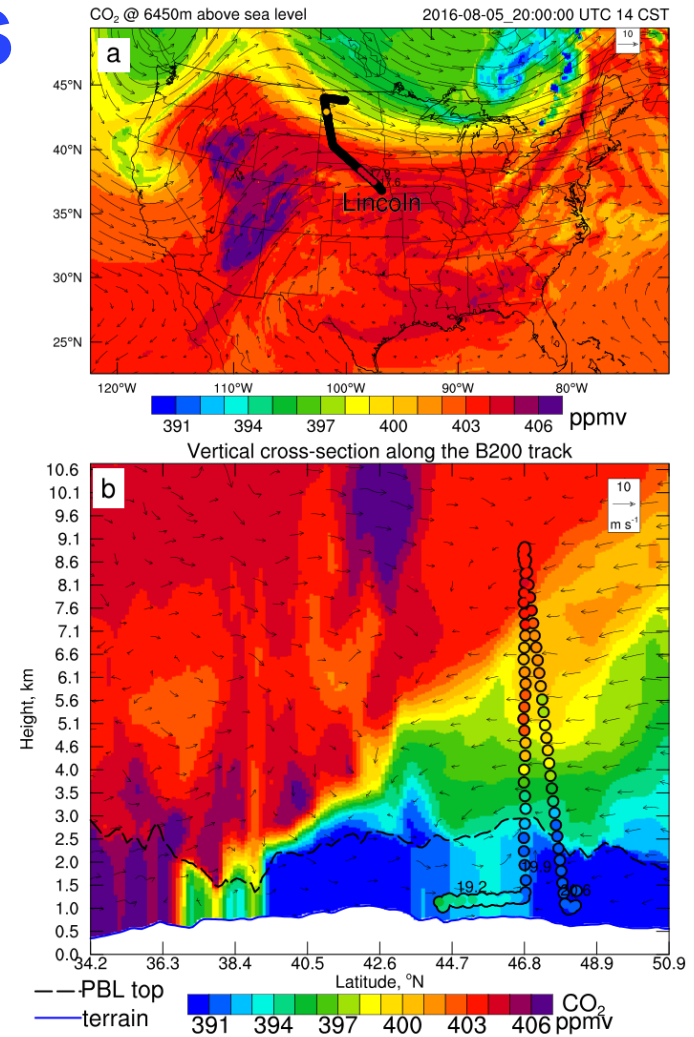 S
CO₂ @ 6450m above sea level 2016-08-05_20:00:00 UTC 14 CST
a
10
45°N
40°N
Lincoln
35°N
30°N
25°N
120°W 110°W 100°W 90°W 80°W
391 394 397 400 403 406 ppmv
Vertical cross-section along the B200 track
b
10
m s⁻¹
Height, km
10.6
10.1
9.6
9.1
8.6
8.1
7.6
7.1
6.6
6.1
5.6
5.1
4.6
4.0
3.5
3.0
2.5
2.0
1.5
1.0
0.5
0.0
19.2
19.9
20.6
34.2 36.3 38.4 40.5 42.6 44.7 46.8 48.9 50.9
Latitude, °N
PBL top
terrain
391 394 397 400 403 406
CO₂
ppmv